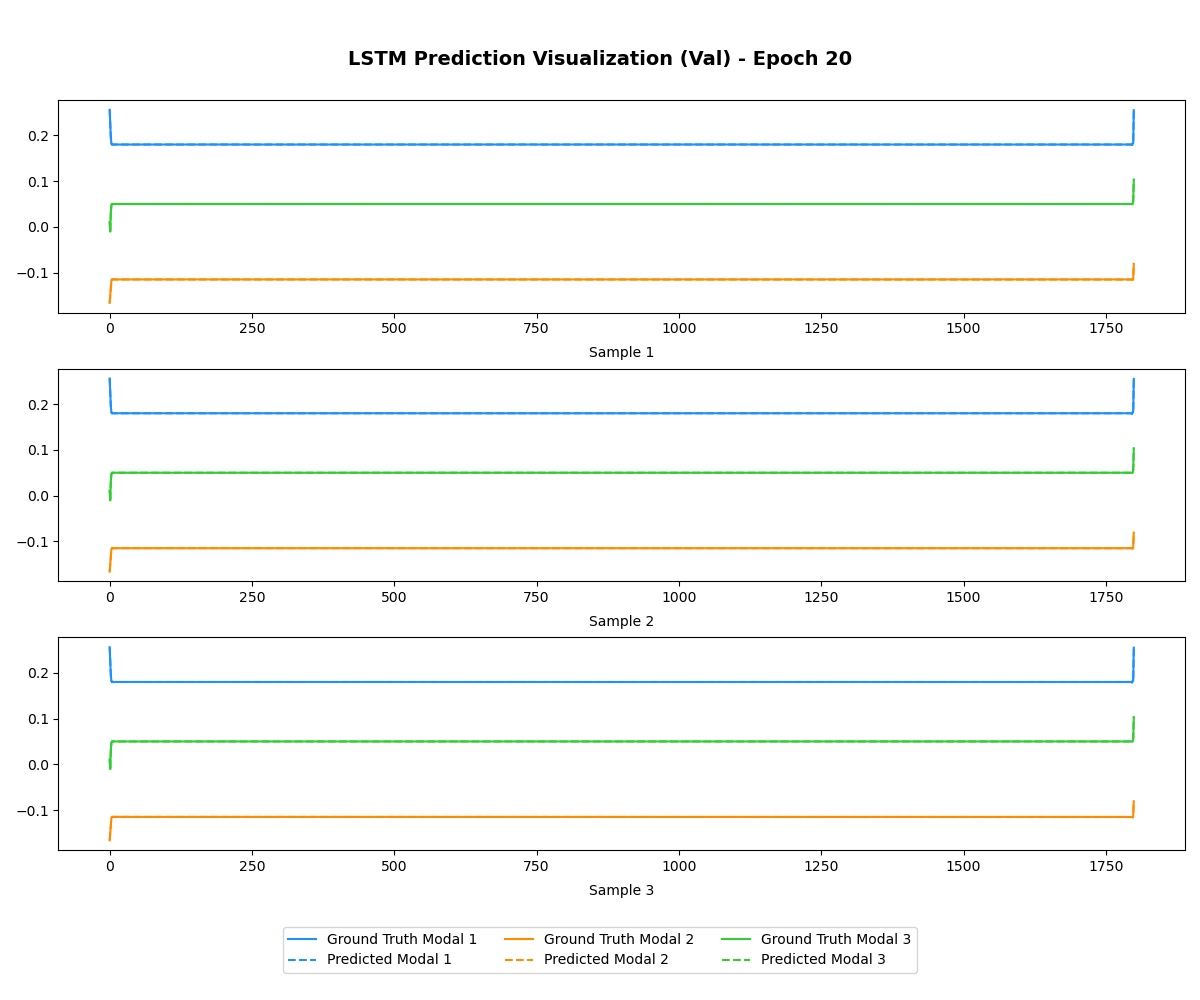 LSTM Prediction Visualization (Val) - Epoch 20
0.2
0.1
0.0
−0.1
0 250 500 750 1000 1250 1500 1750
Sample 1
0.2
0.1
0.0
−0.1
0 250 500 750 1000 1250 1500 1750
Sample 2
0.2
0.1
0.0
−0.1
0 250 500 750 1000 1250 1500 1750
Sample 3
Ground Truth Modal 1 Ground Truth Modal 2 Ground Truth Modal 3
Predicted Modal 1 Predicted Modal 2 Predicted Modal 3